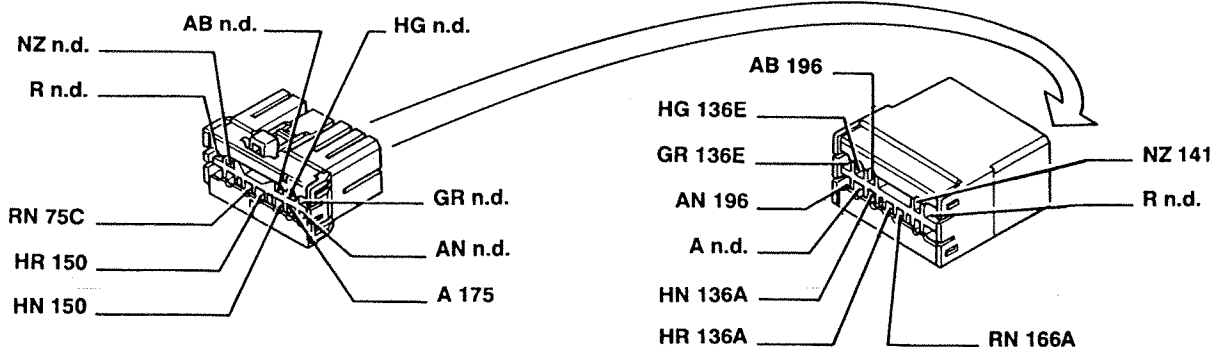 AB n.d.
HG n.d.
NZ n.d.
R n.d.
RN 75C
HR 150
HN 150
GR n.d.
AN n.d.
A 175
AB 196
HG 136E
GR 136E
AN 196
A n.d.
HN 136A
HR 136A
NZ 141
R n.d.
RN 166A